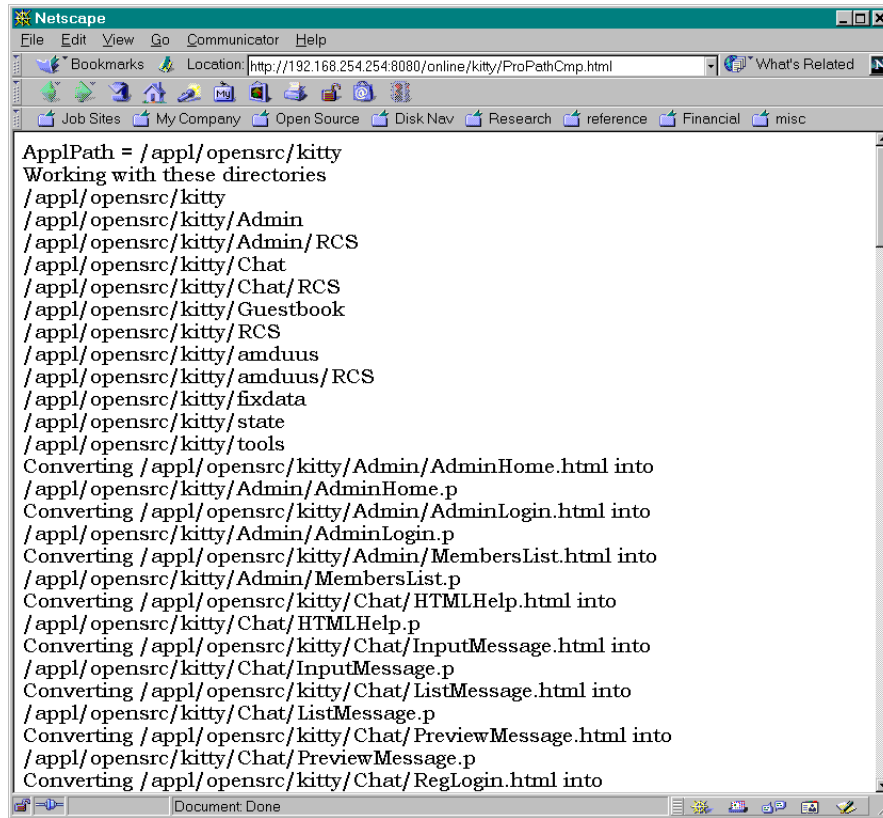 Netscape
File Edit View Go Communicator Help
Bookmarks Location: http://192.168.254.254:8080/online/kitty/ProPathCmp.html What's Related N
My
Job Sites My Company Open Source Disk Nav Research reference Financial misc
ApplPath = /appl/opensrc/kitty
Working with these directories
/appl/opensrc/kitty
/appl/opensrc/kitty/Admin
/appl/opensrc/kitty/Admin/RCS
/appl/opensrc/kitty/Chat
/appl/opensrc/kitty/Chat/RCS
/appl/opensrc/kitty/Guestbook
/appl/opensrc/kitty/RCS
/appl/opensrc/kitty/amduus
/appl/opensrc/kitty/amduus/RCS
/appl/opensrc/kitty/fixdata
/appl/opensrc/kitty/state
/appl/opensrc/kitty/tools
Converting /appl/opensrc/kitty/Admin/AdminHome.html into
/appl/opensrc/kitty/Admin/AdminHome.p
Converting /appl/opensrc/kitty/Admin/AdminLogin.html into
/appl/opensrc/kitty/Admin/AdminLogin.p
Converting /appl/opensrc/kitty/Admin/MembersList.html into
/appl/opensrc/kitty/Admin/MembersList.p
Converting /appl/opensrc/kitty/Chat/HTMLHelp.html into
/appl/opensrc/kitty/Chat/HTMLHelp.p
Converting /appl/opensrc/kitty/Chat/InputMessage.html into
/appl/opensrc/kitty/Chat/InputMessage.p
Converting /appl/opensrc/kitty/Chat/ListMessage.html into
/appl/opensrc/kitty/Chat/ListMessage.p
Converting /appl/opensrc/kitty/Chat/PreviewMessage.html into
/appl/opensrc/kitty/Chat/PreviewMessage.p
Converting /appl/opensrc/kitty/Chat/RegLogin.html into
Document: Done